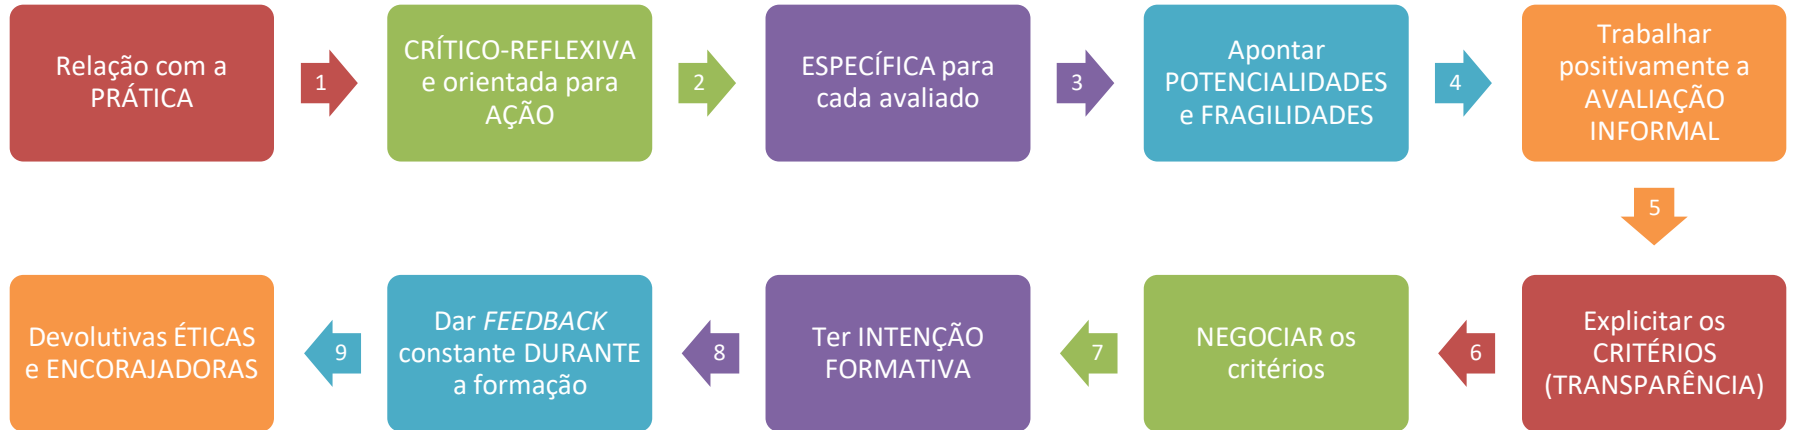 Relação com a
PRÁTICA
1
CRÍTICO-REFLEXIVA
e orientada para
AÇÃO
2
ESPECÍFICA para
cada avaliado
3
Apontar
POTENCIALIDADES
e FRAGILIDADES
4
Trabalhar
positivamente a
AVALIAÇÃO
INFORMAL
5
Explicitar os
CRITÉRIOS
(TRANSPARÊNCIA)
6
NEGOCIAR os
critérios
7
Ter INTENÇÃO
FORMATIVA
8
Dar FEEDBACK
constante DURANTE
a formação
9
Devolutivas ÉTICAS
e ENCORAJADORAS